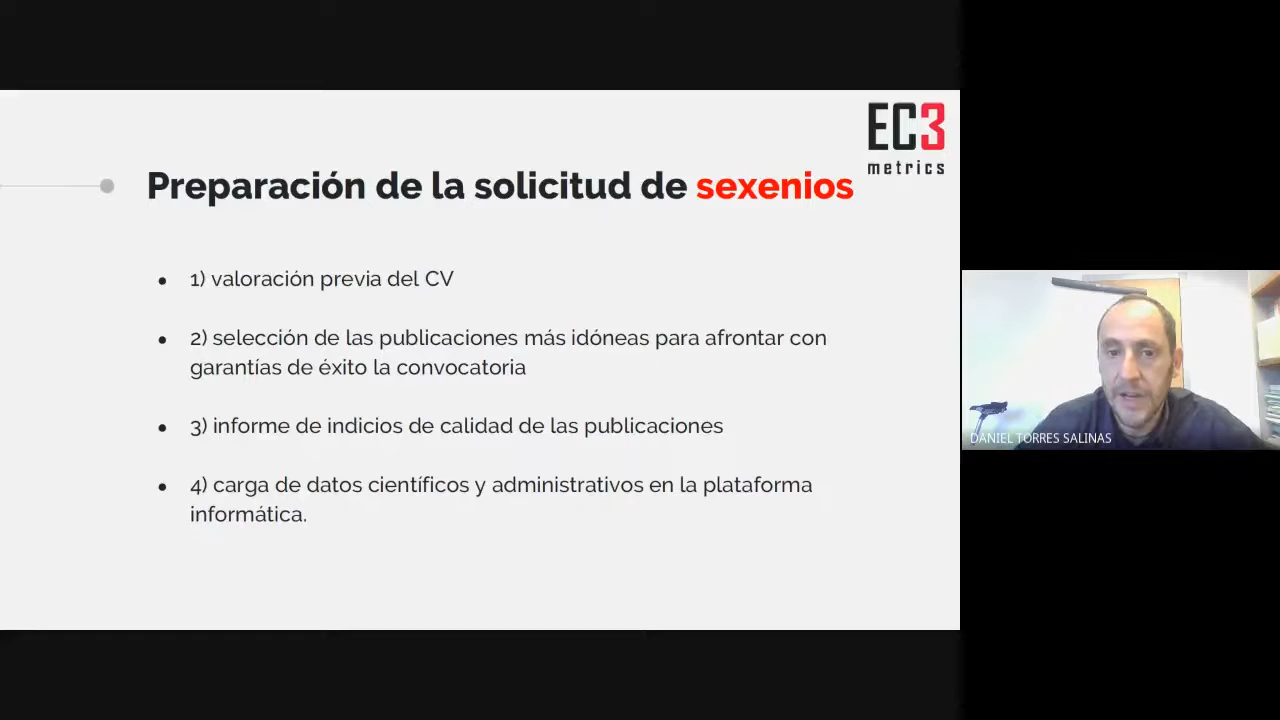 EC3
metrics
Preparación de la solicitud de sexenios
● 1) valoración previa del CV
● 2) selección de las publicaciones más idóneas para afrontar con
garantías de éxito la convocatoria
● 3) informe de indicios de calidad de las publicaciones
● 4) carga de datos científicos y administrativos en la plataforma
informática.
DANIEL TORRES SALINAS